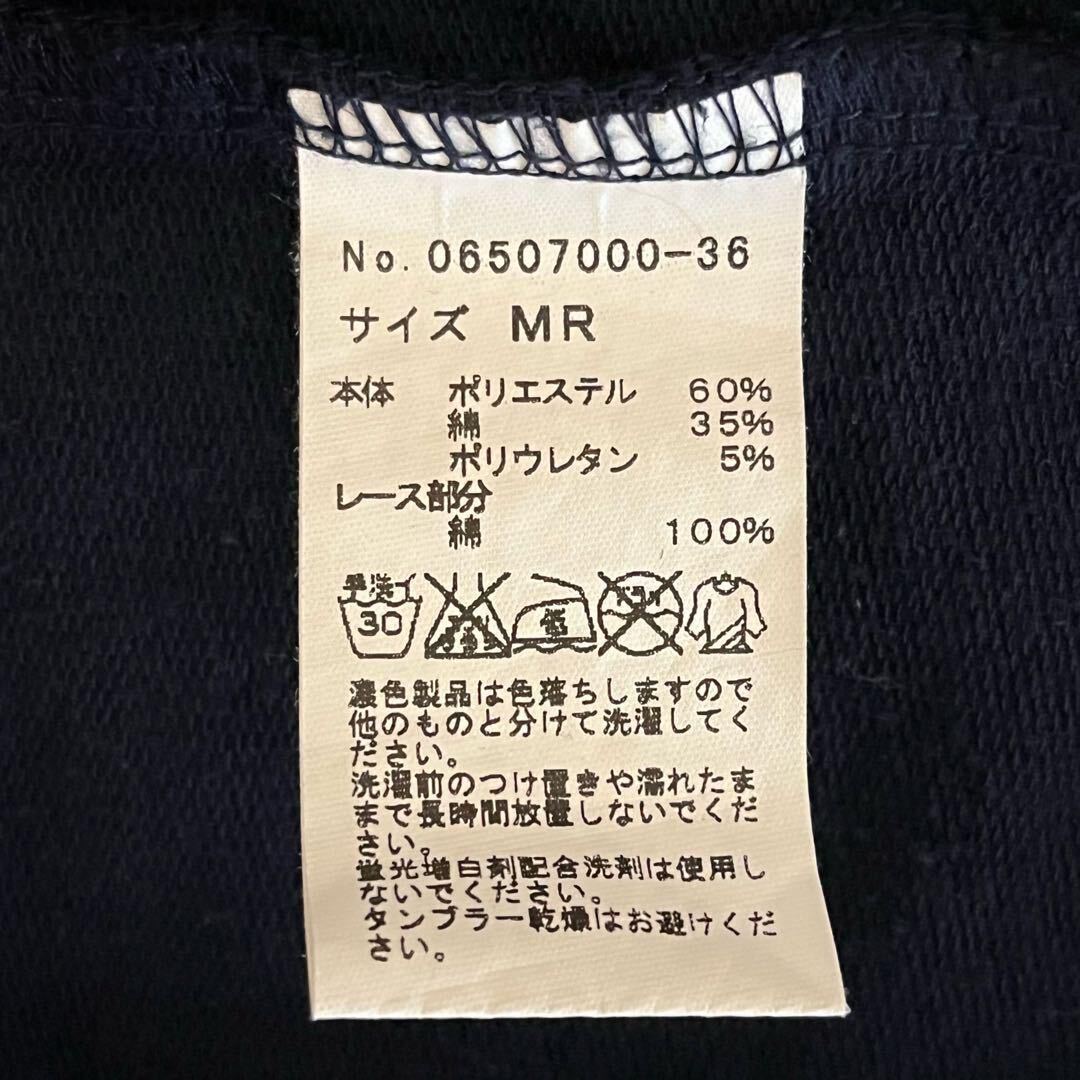 No. 06507000-36
サイズ MR
本体 ポリエステル 60%
綿 35%
ポリウレタン 5%
レース部分
綿 100%
手洗イ
30
濃色製品は色落ちしますので
他のものと分けて洗濯してく
ださい。
洗濯前のつけ置きや濡れたま
まで長時間放置しないでくだ
さい。
蛍光増白剤配合洗剤は使用し
ないでください。
タンブラー乾燥はお避けくだ
さい。